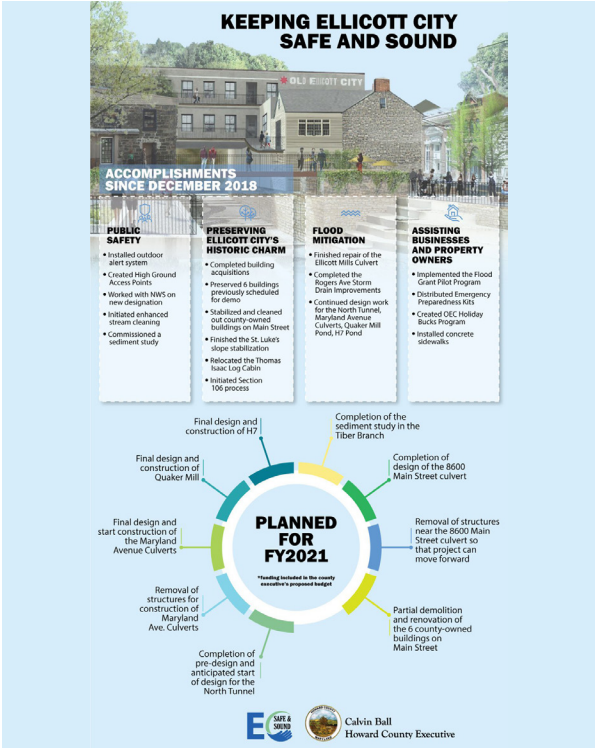 KEEPING ELLICOTT CITY
SAFE AND SOUND
OLD ELLICOTT CITY
ACCOMPLISHMENTS
SINCE DECEMBER 2018
PUBLIC
SAFETY
• Installed outdoor
alert system
• Created High Ground
Access Points
• Worked with NWS on
new designation
• Initiated enhanced
stream cleaning
• Commissioned a
sediment study
PRESERVING
ELLICOTT CITY'S
HISTORIC CHARM
• Completed building
acquisitions
• Preserved 6 buildings
previously scheduled
for demo
• Stabilized and cleaned
out county-owned
buildings on Main Street
• Finished the St. Luke's
slope stabilization
• Relocated the Thomas
Isaac Log Cabin
• Initiated Section
106 process
FLOOD
MITIGATION
• Finished repair of the
Ellicott Mills Culvert
• Completed the
Rogers Ave Storm
Drain Improvements
• Continued design work
for the North Tunnel,
Maryland Avenue
Culverts, Quaker Mill
Pond, H7 Pond
ASSISTING
BUSINESSES
AND PROPERTY
OWNERS
• Implemented the Flood
Grant Pilot Program
• Distributed Emergency
Preparedness Kits
• Created OEC Holiday
Bucks Program
• Installed concrete
sidewalks
PLANNED
FOR
FY2021
*funding included in the county
executive's proposed budget
Completion of the
sediment study in the
Tiber Branch
Completion of
design of the 8600
Main Street culvert
Removal of structures
near the 8600 Main
Street culvert so
that project can
move forward
Partial demolition
and renovation of
the 6 county-owned
buildings on
Main Street
Completion of
pre-design and
anticipated start
of design for the
North Tunnel
Removal of
structures for
construction of
Maryland
Ave. Culverts
Final design and
start construction of
the Maryland
Avenue Culverts
Final design and
construction of
Quaker Mill
Final design and
construction of H7
EC SAFE &
SOUND
Calvin Ball
Howard County Executive